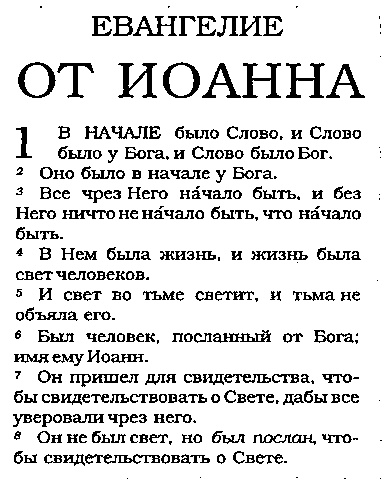 ЕВАНГЕЛИЕ
ОТ ИОАННА
1 В НАЧАЛЕ было Слово, и Слово
было у Бога, и Слово было Бог.
2 Оно было в начале у Бога.
3 Все чрез Него на́чало быть, и без
Него ничто не на́чало быть, что на́чало
быть.
4 В Нем была жизнь, и жизнь была
свет человеков.
5 И свет во тьме светит, и тьма не
объяла его.
6 Был человек, посланный от Бога;
имя ему Иоанн.
7 Он пришел для свидетельства, что-
бы свидетельствовать о Свете, дабы все
уверовали чрез него.
8 Он не был свет, но был послан, что-
бы свидетельствовать о Свете.